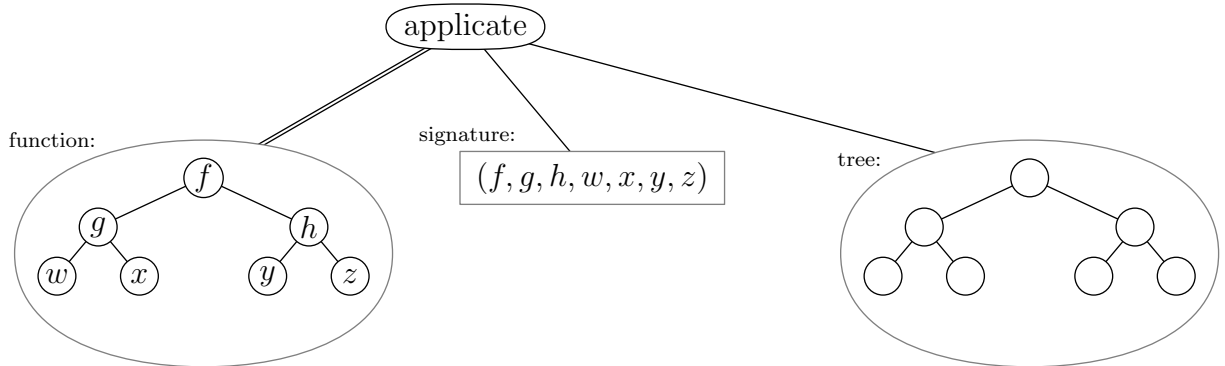 applicate
function:
signature:
tree:
(f, g, h, w, x, y, z)
f
g
h
w
x
y
z